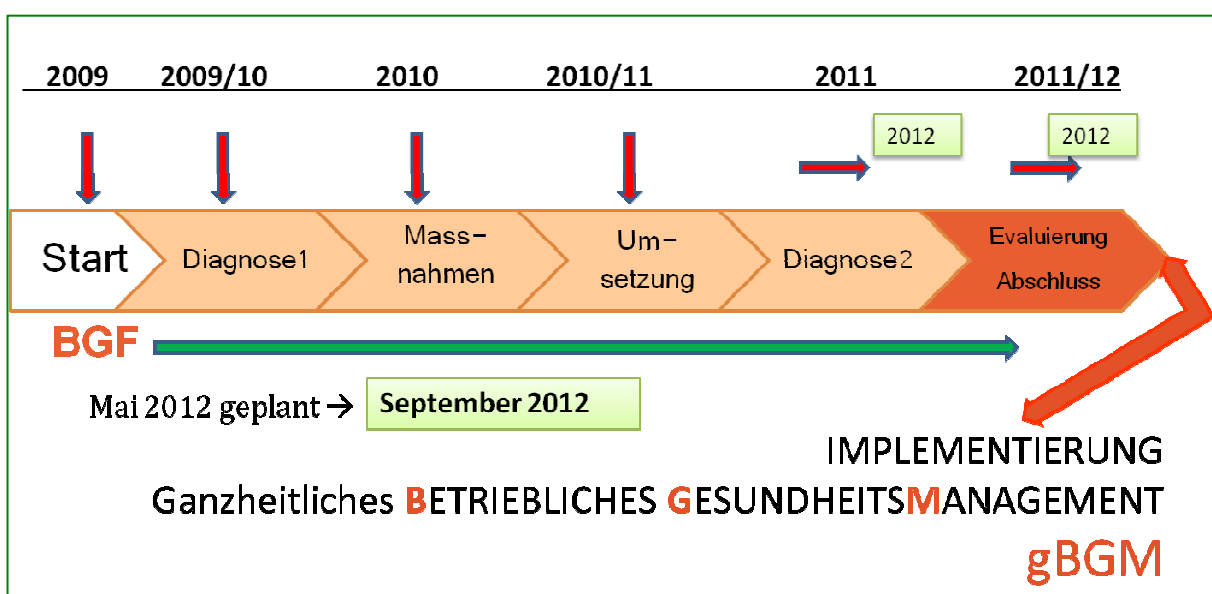 2009 2009/10 2010 2010/11 2011 2011/12
2012 2012
Start
Diagnose1
Mass-
nahmen
Um-
setzung
Diagnose2
Evaluierung
Abschluss
BGF
Mai 2012 geplant → September 2012
IMPLEMENTIERUNG
Ganzheitliches BETRIEBLICHES GESUNDHEITSMANAGEMENT
gBGM